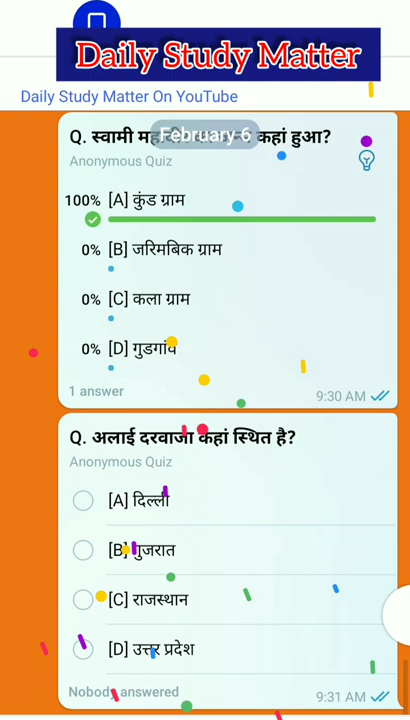 Daily Study Matter
Daily Study Matter On YouTube
Q. स्वामी कहां हुआ?
February 6
Anonymous Quiz
100% [A] कुंड ग्राम
0% [B] जरिमबिक ग्राम
0% [C] कला ग्राम
0% [D] गुडगांव
1 answer
9:30 AM
Q. अलाई दरवाजा कहां स्थित है?
Anonymous Quiz
[A] दिल्ली
[B] गुजरात
[C] राजस्थान
[D] उत्तर प्रदेश
Nobody answered
9:31 AM